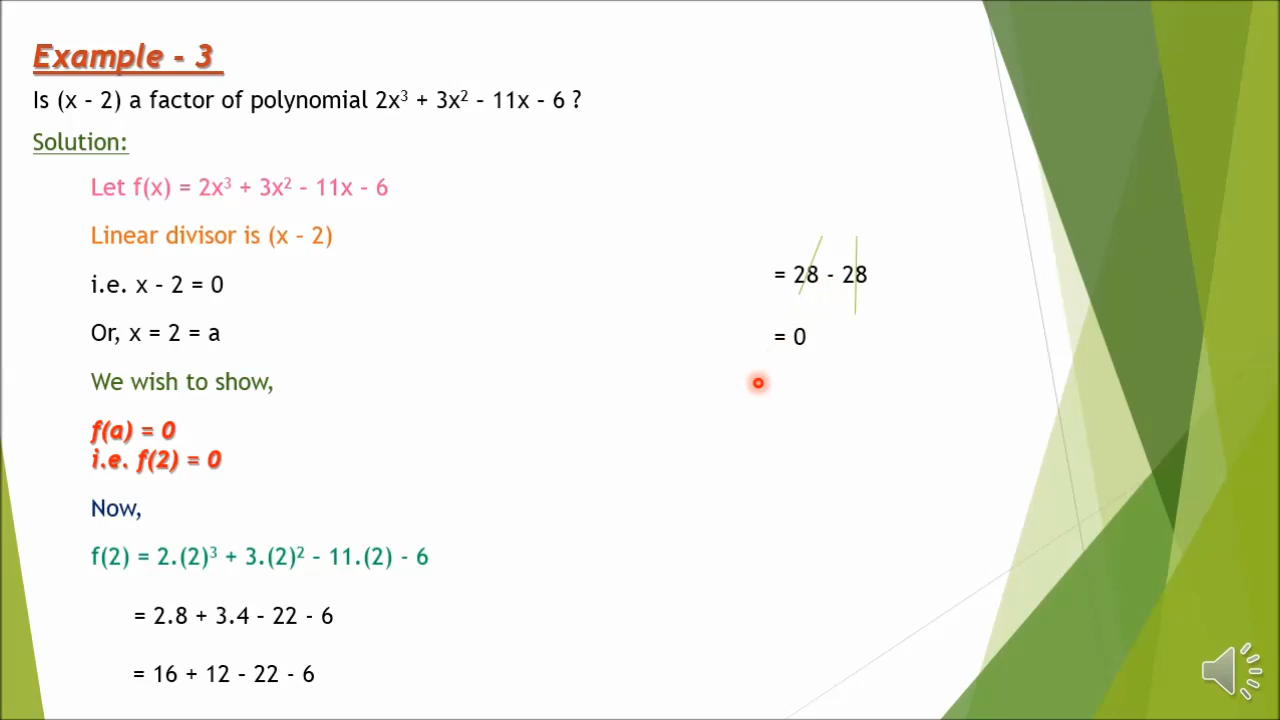 Example - 3
Is (x – 2) a factor of polynomial 2x³ + 3x² – 11x – 6 ?
Solution:
Let f(x) = 2x³ + 3x² – 11x – 6
Linear divisor is (x – 2)
i.e. x – 2 = 0
Or, x = 2 = a
We wish to show,
f(a) = 0
i.e. f(2) = 0
Now,
f(2) = 2.(2)³ + 3.(2)² – 11.(2) - 6
= 2.8 + 3.4 – 22 - 6
= 16 + 12 – 22 - 6
= 28 - 28
= 0